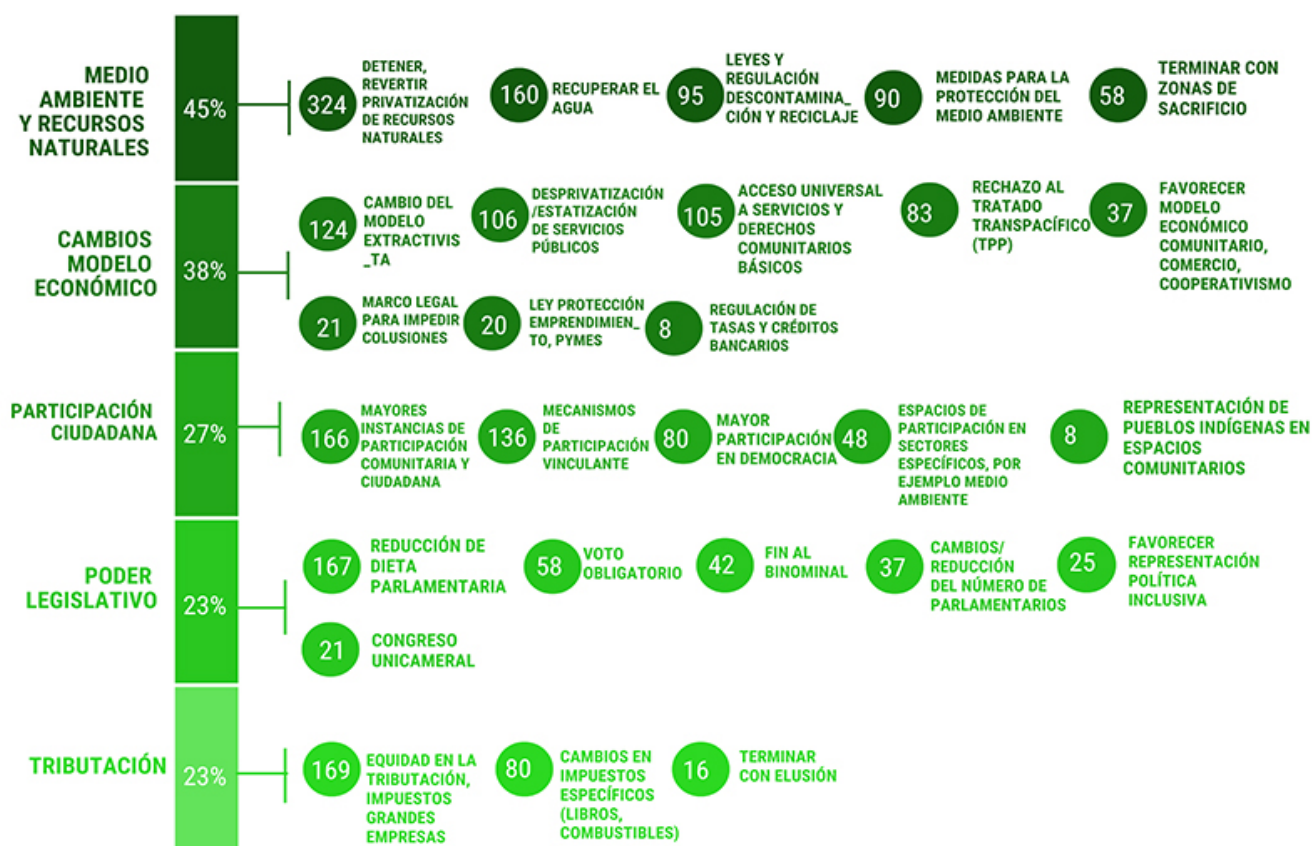 MEDIO
AMBIENTE
Y RECURSOS
NATURALES
45%
324
DETENER,
REVERTIR
PRIVATIZACIÓN
DE RECURSOS
NATURALES
160
RECUPERAR EL
AGUA
95
LEYES Y
REGULACIÓN
DESCONTAMINA_
CIÓN Y RECICLAJE
90
MEDIDAS PARA LA
PROTECCIÓN DEL
MEDIO AMBIENTE
58
TERMINAR CON
ZONAS DE
SACRIFICIO
CAMBIOS
MODELO
ECONÓMICO
38%
124
CAMBIO DEL
MODELO
EXTRACTIVIS
_TA
106
DESPRIVATIZACIÓN
/ESTATIZACIÓN
DE SERVICIOS
PÚBLICOS
105
ACCESO UNIVERSAL
A SERVICIOS Y
DERECHOS
COMUNITARIOS
BÁSICOS
83
RECHAZO AL
TRATADO
TRANSPACÍFICO
(TPP)
37
FAVORECER
MODELO
ECONÓMICO
COMUNITARIO,
COMERCIO,
COOPERATIVISMO
21
MARCO LEGAL
PARA IMPEDIR
COLUSIONES
20
LEY PROTECCIÓN
EMPRENDIMIEN_
TO, PYMES
8
REGULACIÓN DE
TASAS Y CRÉDITOS
BANCARIOS
PARTICIPACIÓN
CIUDADANA
27%
166
MAYORES
INSTANCIAS DE
PARTICIPACIÓN
COMUNITARIA Y
CIUDADANA
136
MECANISMOS
DE
PARTICIPACIÓN
VINCULANTE
80
MAYOR
PARTICIPACIÓN
EN DEMOCRACIA
48
ESPACIOS DE
PARTICIPACIÓN EN
SECTORES
ESPECÍFICOS, POR
EJEMPLO MEDIO
AMBIENTE
8
REPRESENTACIÓN DE
PUEBLOS INDÍGENAS EN
ESPACIOS
COMUNITARIOS
PODER
LEGISLATIVO
23%
167
REDUCCIÓN DE
DIETA
PARLAMENTARIA
58
VOTO
OBLIGATORIO
42
FIN AL
BINOMINAL
37
CAMBIOS/
REDUCCIÓN
DEL NÚMERO DE
PARLAMENTARIOS
25
FAVORECER
REPRESENTACIÓN
POLÍTICA
INCLUSIVA
21
CONGRESO
UNICAMERAL
TRIBUTACIÓN
23%
169
EQUIDAD EN LA
TRIBUTACIÓN,
IMPUESTOS
GRANDES
EMPRESAS
80
CAMBIOS EN
IMPUESTOS
ESPECÍFICOS
(LIBROS,
COMBUSTIBLES)
16
TERMINAR
CON ELUSIÓN